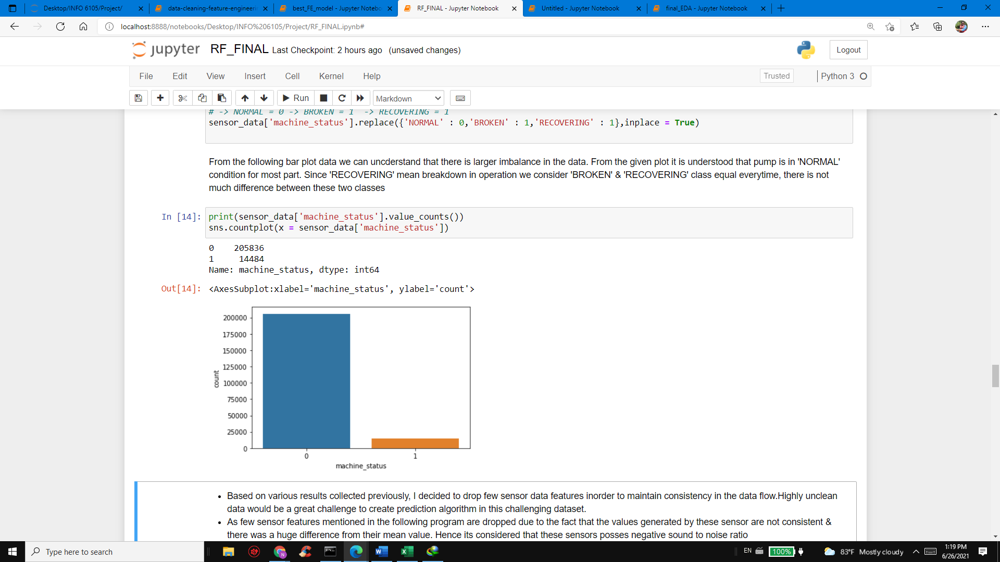 Desktop/INFO 6105/Project/
data-cleaning-feature-engineerin
best_FE_model - Jupyter Notebo
RF_FINAL - Jupyter Notebook
Untitled - Jupyter Notebook
final_EDA - Jupyter Notebook
localhost:8888/notebooks/Desktop/INFO%206105/Project/RF_FINAL.ipynb#
jupyter RF_FINAL Last Checkpoint: 2 hours ago (unsaved changes)
Logout
File Edit View Insert Cell Kernel Help
Trusted
Python 3
Run
Markdown
# -> NORMAL = 0 -> BROKEN = 1  -> RECOVERING = 1
sensor_data['machine_status'].replace({'NORMAL' : 0,'BROKEN' : 1,'RECOVERING' : 1},inplace = True)
From the following bar plot data we can uncderstand that there is larger imbalance in the data. From the given plot it is understood that pump is in 'NORMAL'
condition for most part. Since 'RECOVERING' mean breakdown in operation we consider 'BROKEN' & 'RECOVERING' class equal everytime, there is not
much difference between these two classes
In [14]: print(sensor_data['machine_status'].value_counts())
sns.countplot(x = sensor_data['machine_status'])
0    205836
1     14484
Name: machine_status, dtype: int64
Out[14]: <AxesSubplot:xlabel='machine_status', ylabel='count'>
200000
175000
150000
125000
100000
75000
50000
25000
0
count
0 1
machine_status
• Based on various results collected previously, I decided to drop few sensor data features inorder to maintain consistency in the data flow.Highly unclean
data would be a great challenge to create prediction algorithm in this challenging dataset.
• As few sensor features mentioned in the following program are dropped due to the fact that the values generated by these sensor are not consistent &
there was a huge difference from their mean value. Hence its considered that these sensors posses negative sound to noise ratio
Type here to search
N
EN
100%
83°F Mostly cloudy
1:19 PM
6/26/2021